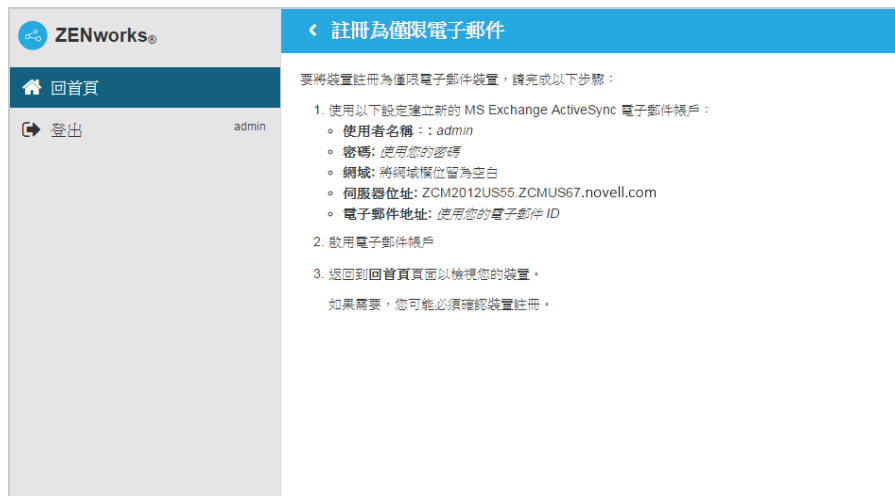 ZENworks®
回首頁
登出 admin
註冊為僅限電子郵件
要將裝置註冊為僅限電子郵件裝置，請完成以下步驟：
1. 使用以下設定建立新的 MS Exchange ActiveSync 電子郵件帳戶：
使用者名稱：: admin
密碼: 使用您的密碼
網域: 將網域欄位留為空白
伺服器位址: ZCM2012US55.ZCMUS67.novell.com
電子郵件地址: 使用您的電子郵件 ID
2. 啟用電子郵件帳戶
3. 返回到回首頁頁面以檢視您的裝置。
如果需要，您可能必須確認裝置註冊。